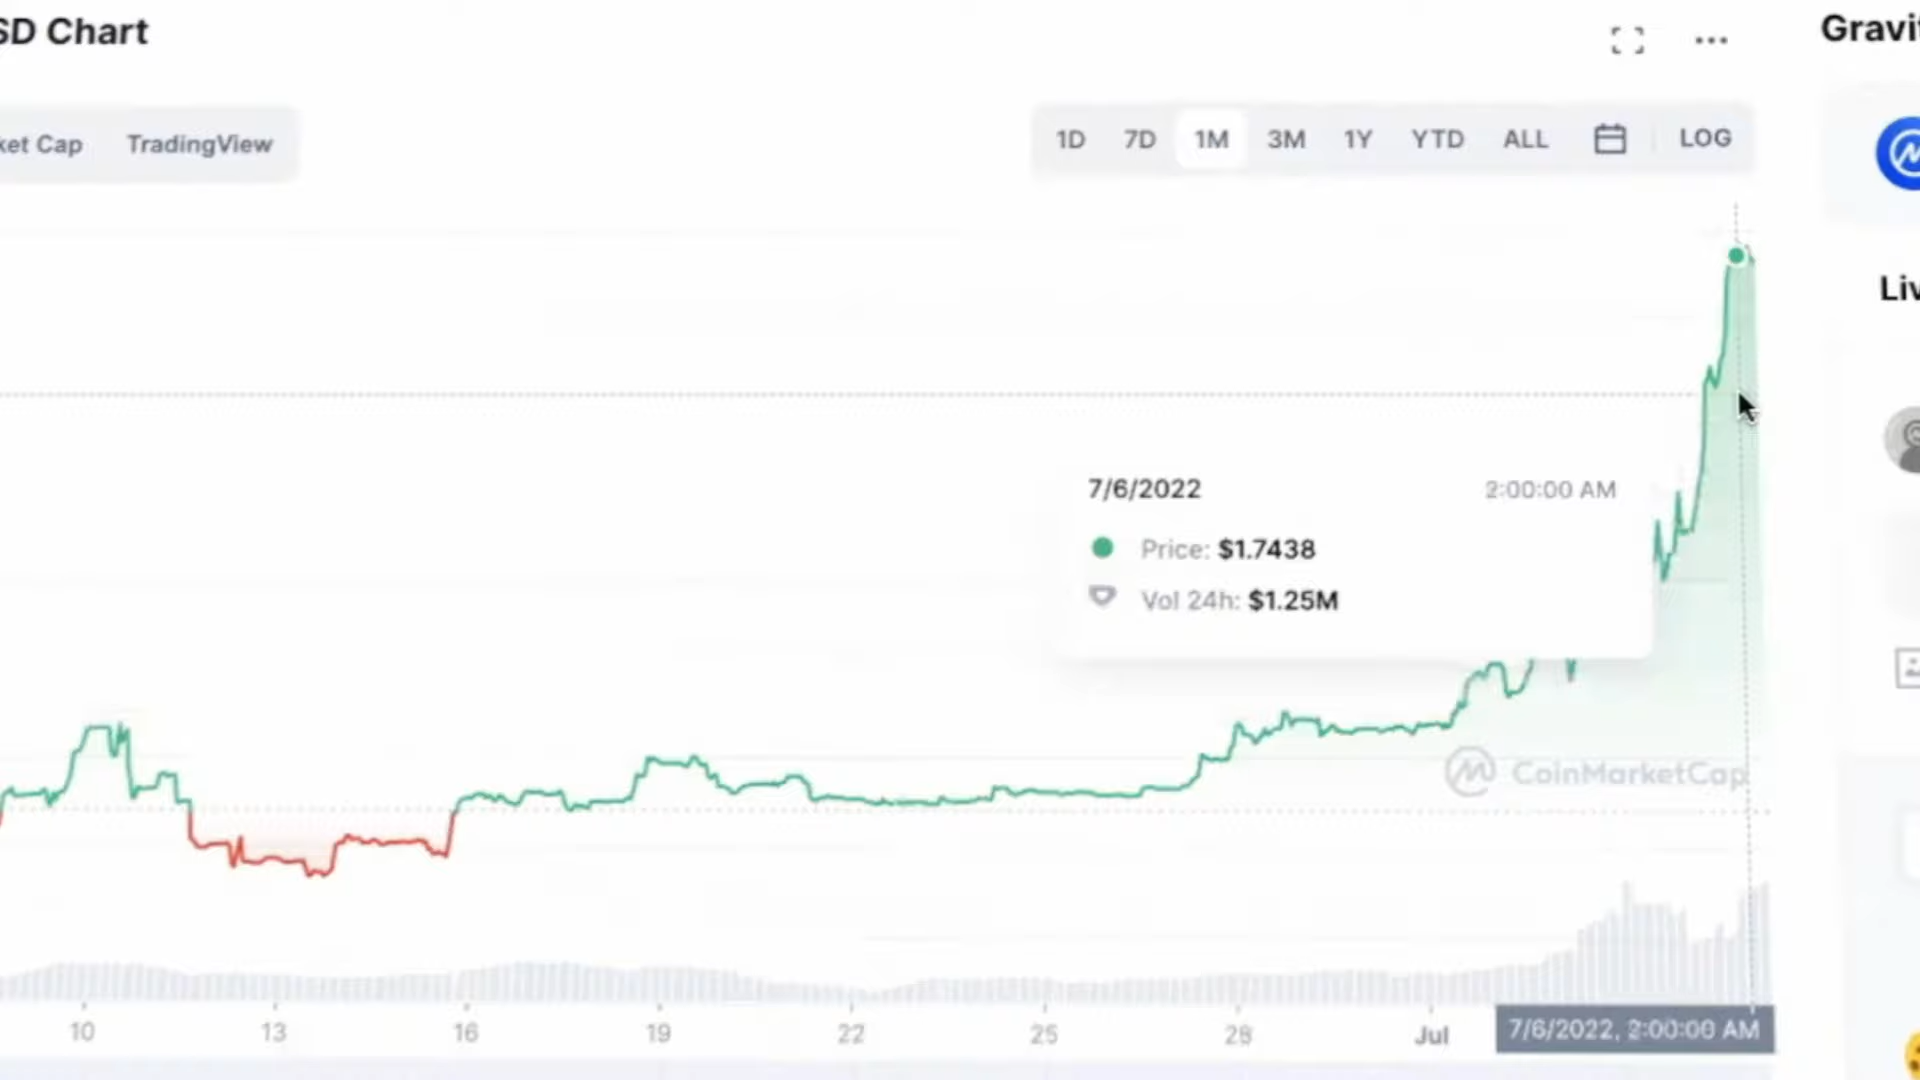 SD Chart
Gravit
ket Cap TradingView
1D 7D 1M 3M 1Y YTD ALL LOG
Liv
7/6/2022 2:00:00 AM
Price: $1.7438
Vol 24h: $1.25M
CoinMarketCap
10 13 16 19 22 25 28 Jul 7/6/2022, 2:00:00 AM